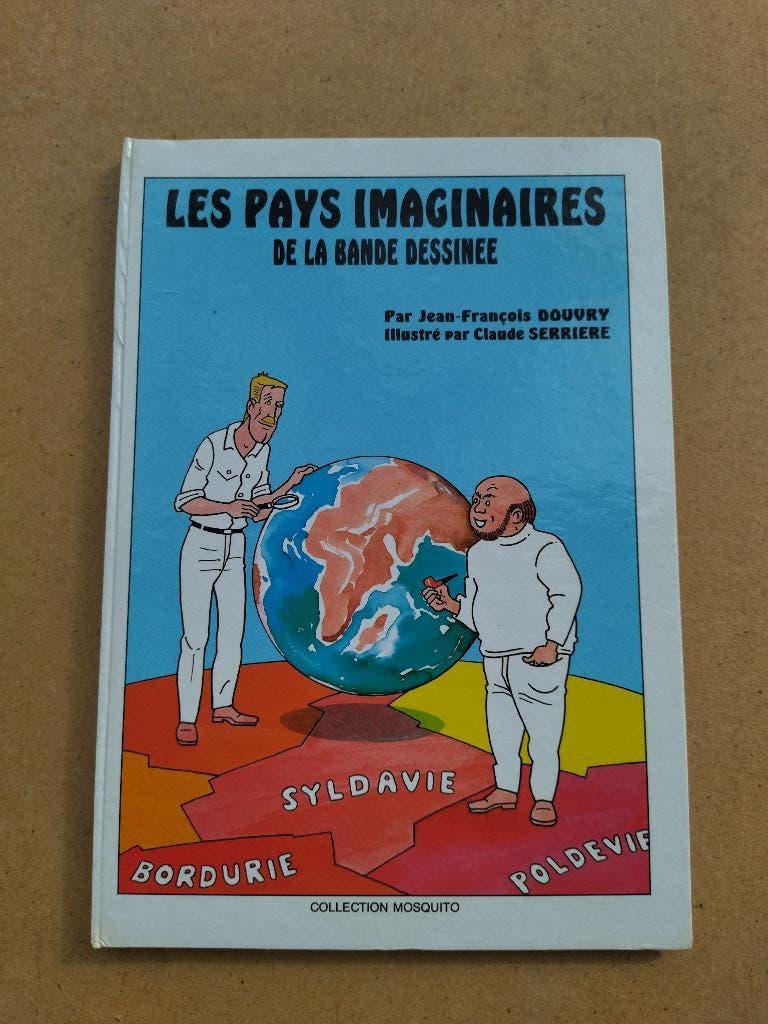 LES PAYS IMAGINAIRES
DE LA BANDE DESSINEE
Par Jean-François DOUVRY
Illustré par Claude SERRIERE
SYLDAVIE
BORDURIE
POLDEVIE
COLLECTION MOSQUITO